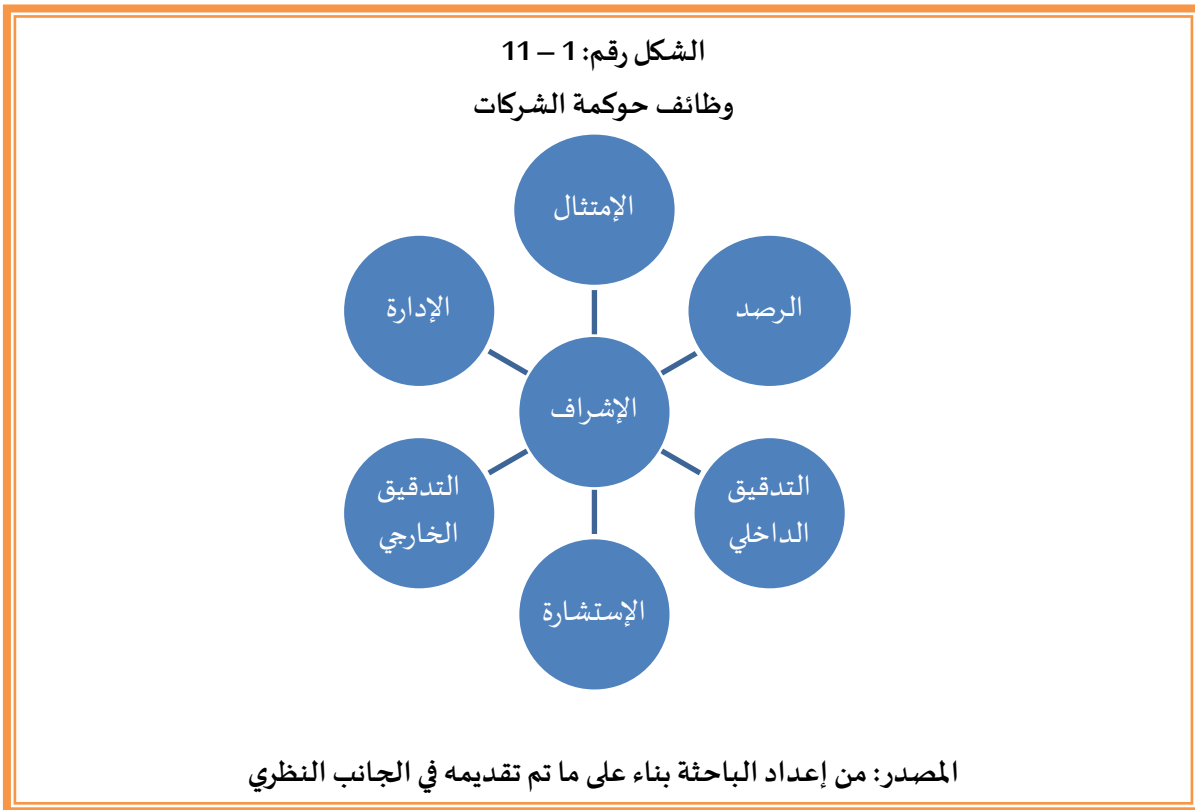 الشكل رقم: 1 – 11
وظائف حوكمة الشركات
الإمتثال
الرصد
الإدارة
الإشراف
التدقيق
الداخلي
التدقيق
الخارجي
الإستشارة
المصدر: من إعداد الباحثة بناء على ما تم تقديمه في الجانب النظري